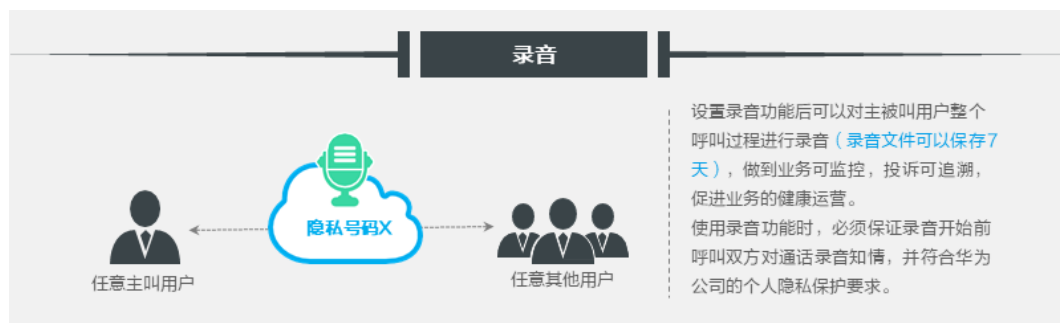 录音
设置录音功能后可以对主被叫用户整个
呼叫过程进行录音（录音文件可以保存7
天），做到业务可监控，投诉可追溯，
促进业务的健康运营。
使用录音功能时，必须保证录音开始前
呼叫双方对通话录音知情，并符合华为
公司的个人隐私保护要求。
隐私号码X
任意主叫用户
任意其他用户